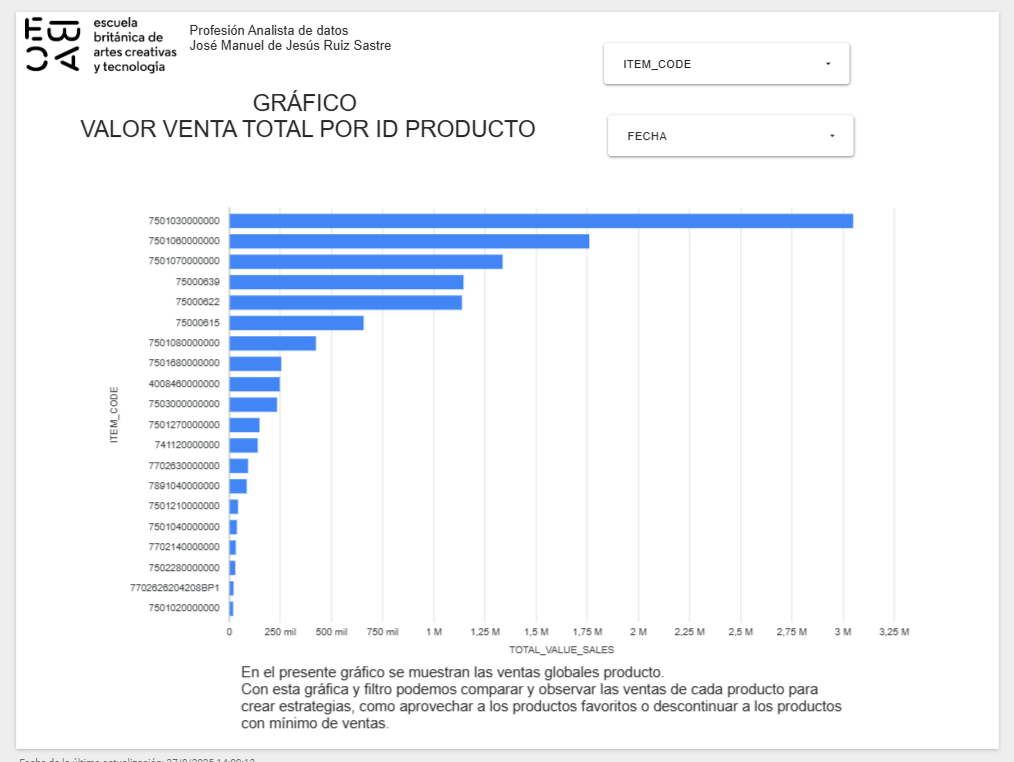 escuela
británica de
artes creativas
y tecnología
Profesión Analista de datos
José Manuel de Jesús Ruiz Sastre
ITEM_CODE
GRÁFICO
VALOR VENTA TOTAL POR ID PRODUCTO
FECHA
7501030000000
7501060000000
7501070000000
75000639
75000622
75000615
7501080000000
7501680000000
4008460000000
7503000000000
7501270000000
741120000000
7702630000000
7891040000000
7501210000000
7501040000000
7702140000000
7502280000000
7702626204208BP1
7501020000000
ITEM_CODE
0 250 mil 500 mil 750 mil 1 M 1,25 M 1,5 M 1,75 M 2 M 2,25 M 2,5 M 2,75 M 3 M 3,25 M
TOTAL_VALUE_SALES
En el presente gráfico se muestran las ventas globales producto.
Con esta gráfica y filtro podemos comparar y observar las ventas de cada producto para
crear estrategias, como aprovechar a los productos favoritos o descontinuar a los productos
con mínimo de ventas.